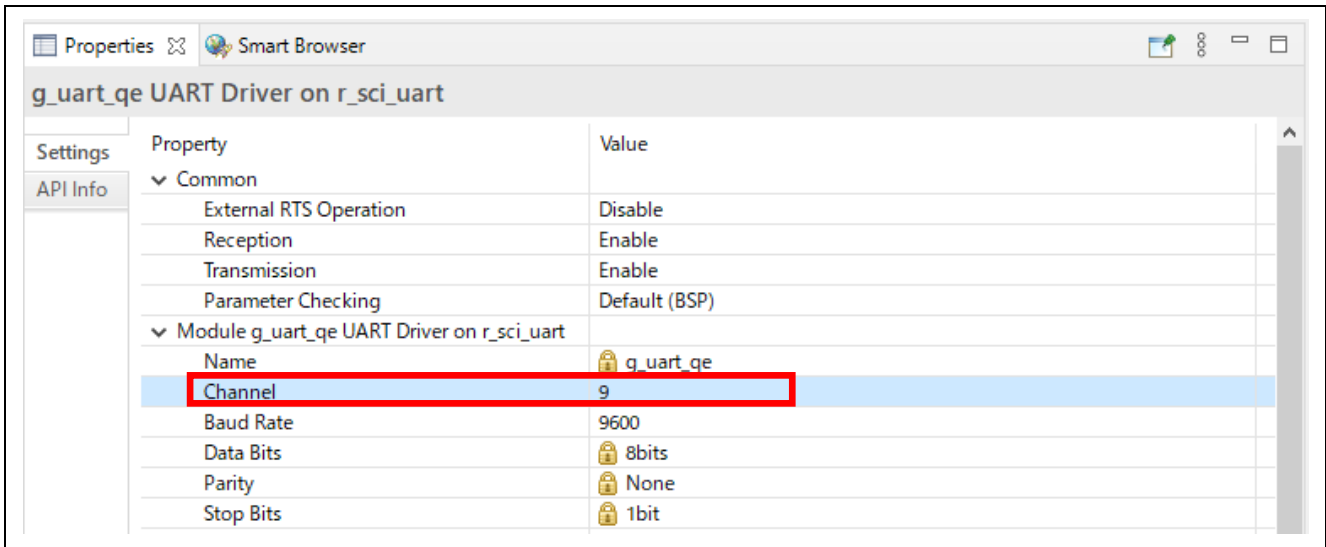 Properties Smart Browser
g_uart_qe UART Driver on r_sci_uart
Settings
API Info
Property Value
Common
External RTS Operation Disable
Reception Enable
Transmission Enable
Parameter Checking Default (BSP)
Module g_uart_qe UART Driver on r_sci_uart
Name g_uart_qe
Channel 9
Baud Rate 9600
Data Bits 8bits
Parity None
Stop Bits 1bit